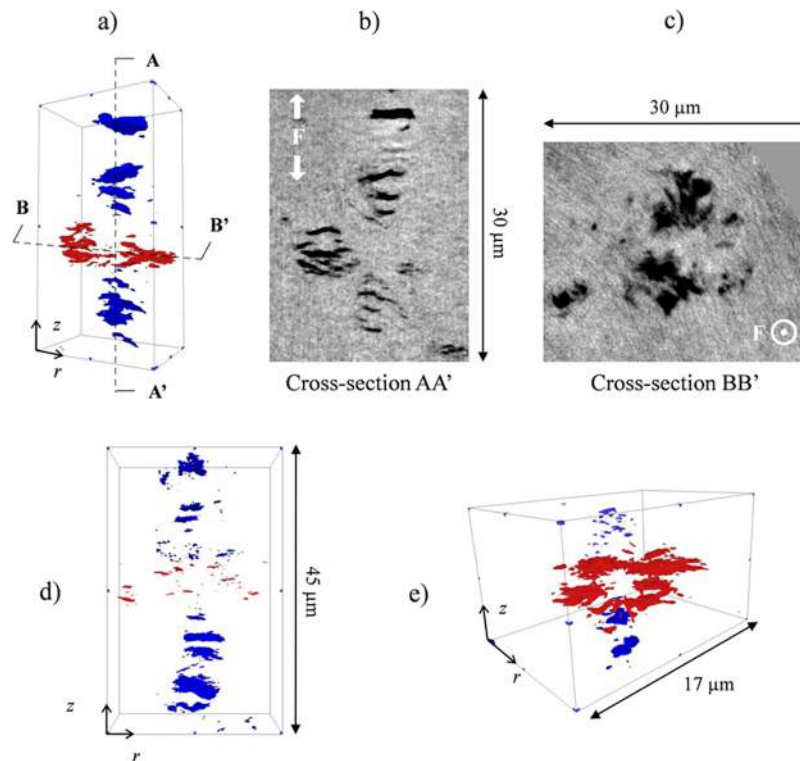 a)
b)
c)
A
B
B'
z
r
A'
F
30 μm
Cross-section AA'
30 μm
F
Cross-section BB'
d)
45 μm
z
r
e)
z
r
17 μm